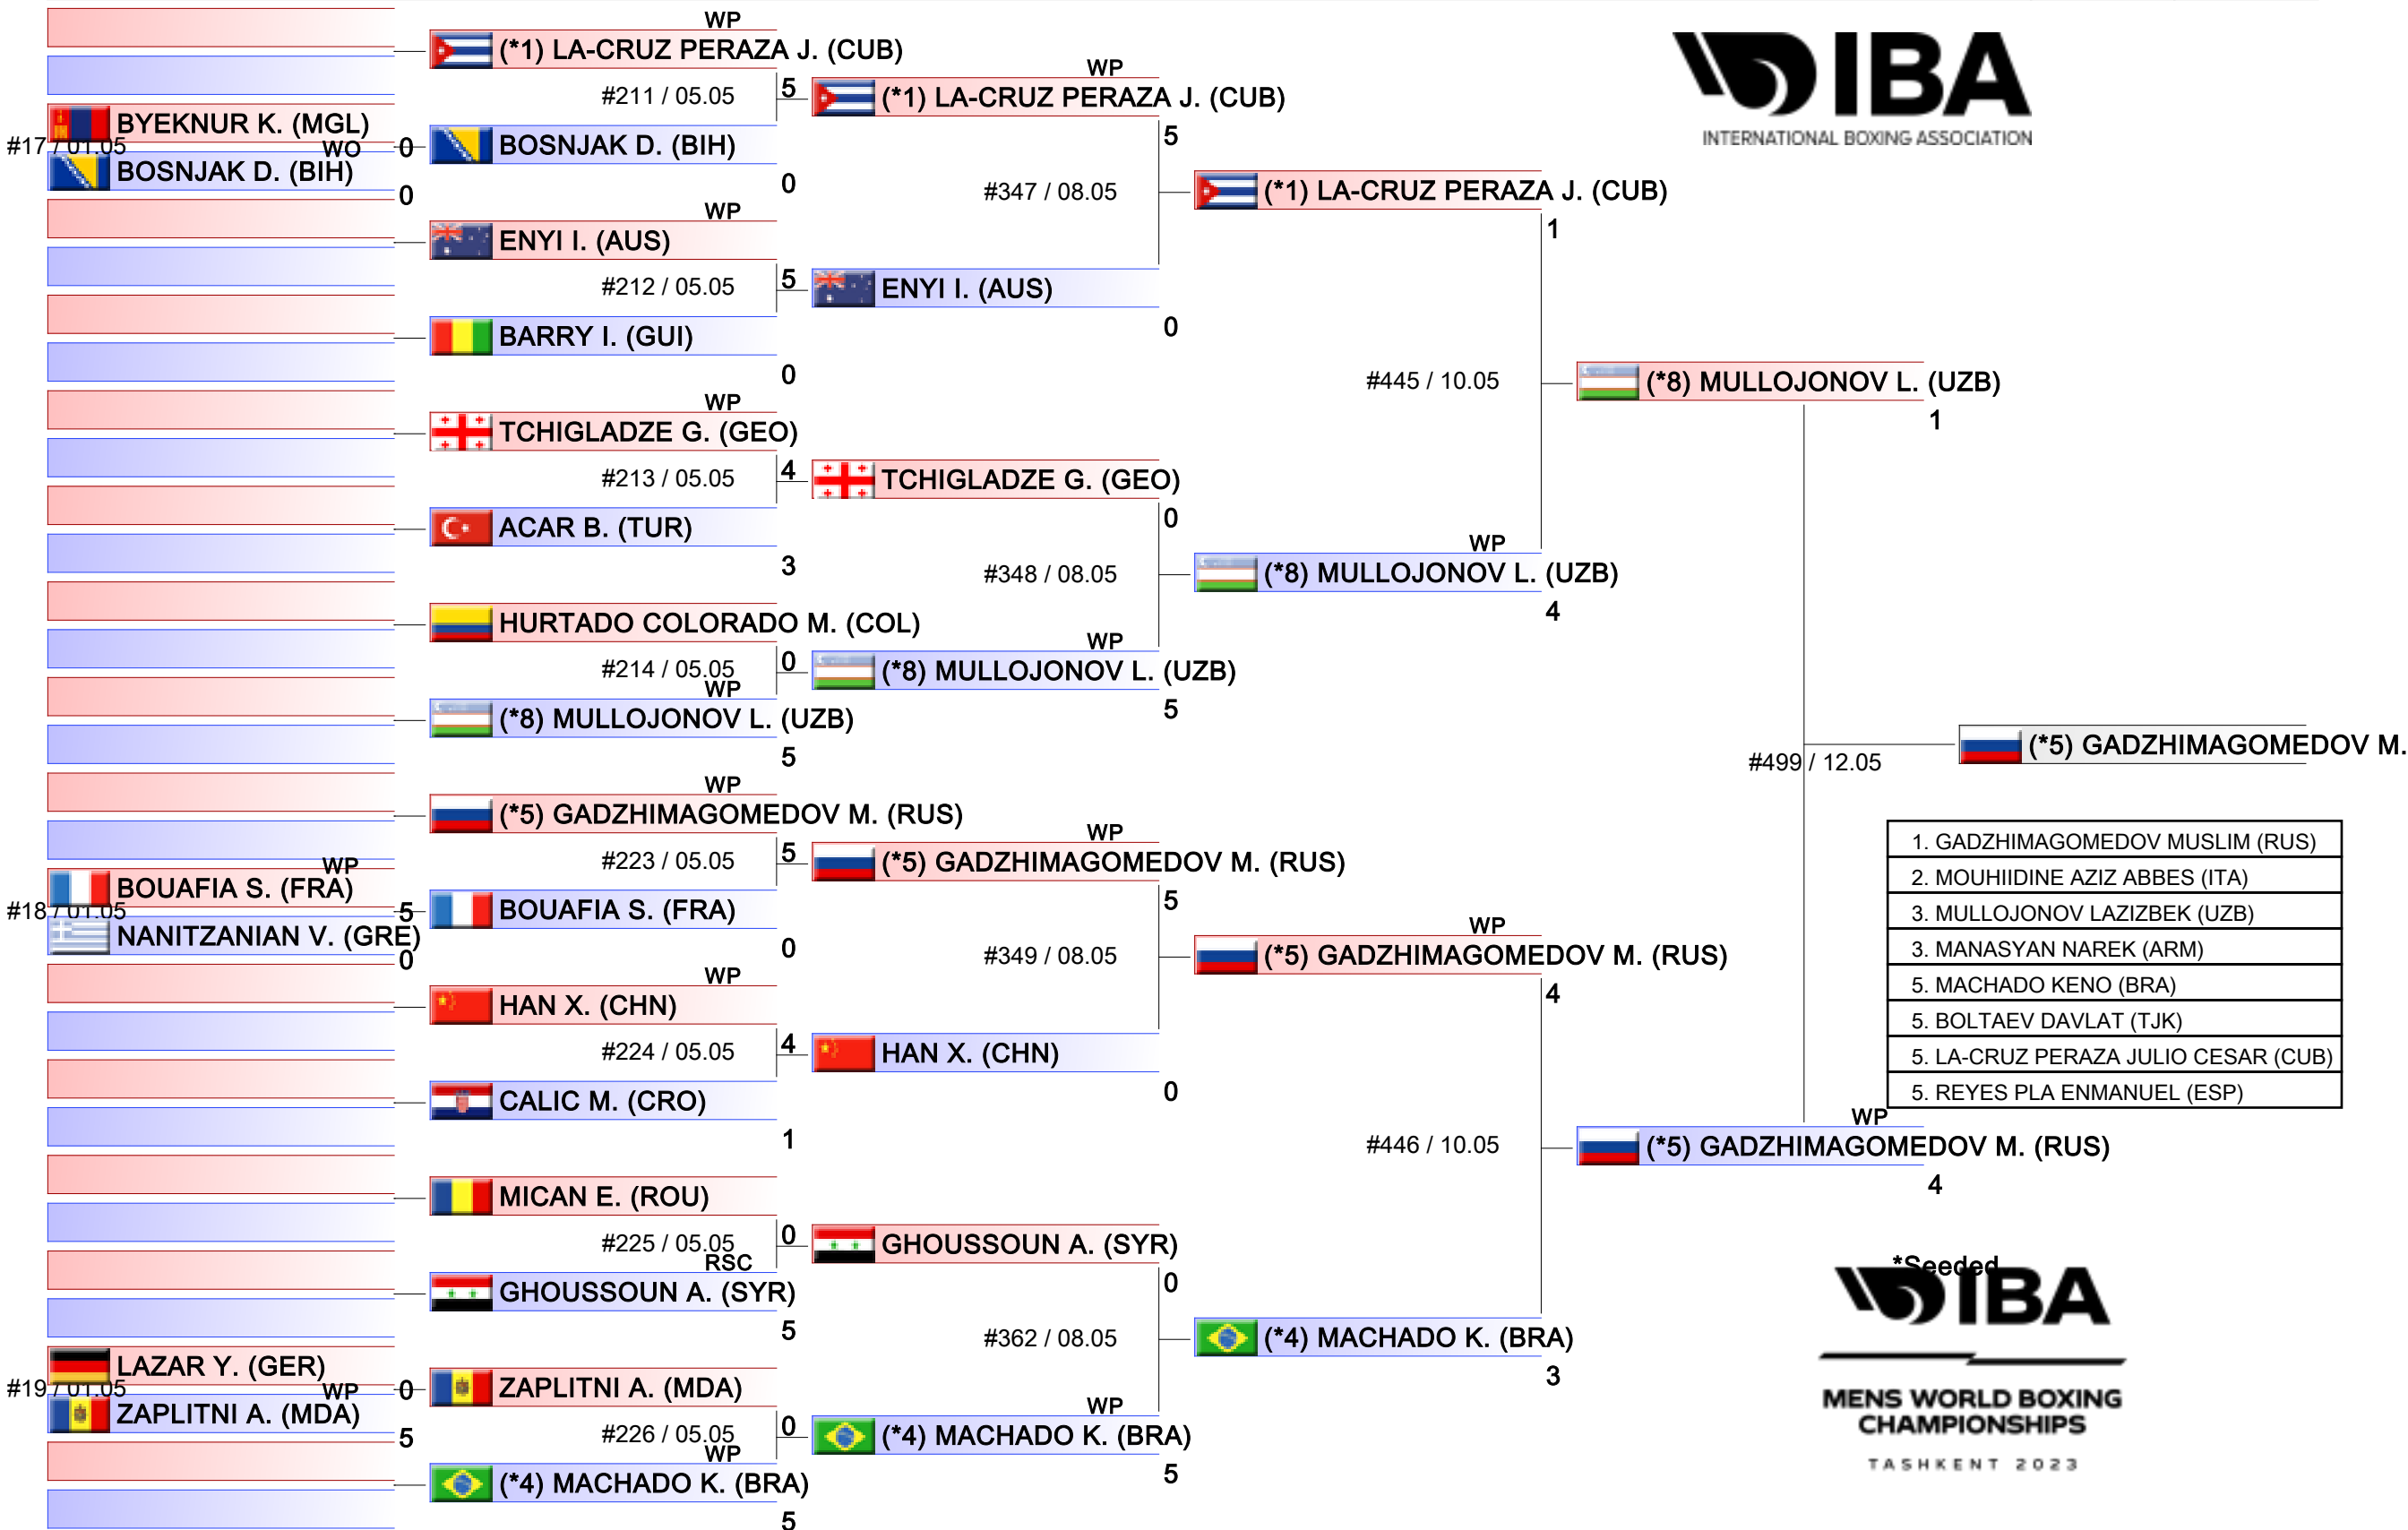 WP
(*1) LA-CRUZ PERAZA J. (CUB)
#211 / 05.05
5
WP
(*1) LA-CRUZ PERAZA J. (CUB)
IBA
INTERNATIONAL BOXING ASSOCIATION
BYEKNUR K. (MGL)
#17 / 01.05
WO
0
BOSNJAK D. (BIH)
0
BOSNJAK D. (BIH)
0
5
#347 / 08.05
(*1) LA-CRUZ PERAZA J. (CUB)
1
WP
ENYI I. (AUS)
#212 / 05.05
5
ENYI I. (AUS)
0
BARRY I. (GUI)
0
#445 / 10.05
(*8) MULLOJONOV L. (UZB)
1
WP
TCHIGLADZE G. (GEO)
#213 / 05.05
4
TCHIGLADZE G. (GEO)
0
ACAR B. (TUR)
3
#348 / 08.05
WP
(*8) MULLOJONOV L. (UZB)
4
HURTADO COLORADO M. (COL)
#214 / 05.05
0
WP
(*8) MULLOJONOV L. (UZB)
5
WP
(*8) MULLOJONOV L. (UZB)
5
#499 / 12.05
(*5) GADZHIMAGOMEDOV M.
WP
(*5) GADZHIMAGOMEDOV M. (RUS)
#223 / 05.05
5
WP
(*5) GADZHIMAGOMEDOV M. (RUS)
5
WP
BOUAFIA S. (FRA)
#18 / 01.05
5
NANITZANIAN V. (GRE)
0
BOUAFIA S. (FRA)
0
#349 / 08.05
WP
(*5) GADZHIMAGOMEDOV M. (RUS)
4
1. GADZHIMAGOMEDOV MUSLIM (RUS)
2. MOUHIIDINE AZIZ ABBES (ITA)
3. MULLOJONOV LAZIZBEK (UZB)
3. MANASYAN NAREK (ARM)
5. MACHADO KENO (BRA)
5. BOLTAEV DAVLAT (TJK)
5. LA-CRUZ PERAZA JULIO CESAR (CUB)
5. REYES PLA ENMANUEL (ESP)
WP
HAN X. (CHN)
#224 / 05.05
4
HAN X. (CHN)
0
CALIC M. (CRO)
1
#446 / 10.05
WP
(*5) GADZHIMAGOMEDOV M. (RUS)
4
MICAN E. (ROU)
#225 / 05.05
0
RSC
GHOUSSOUN A. (SYR)
5
GHOUSSOUN A. (SYR)
0
#362 / 08.05
(*4) MACHADO K. (BRA)
3
LAZAR Y. (GER)
#19 / 01.05
WP
0
ZAPLITNI A. (MDA)
5
ZAPLITNI A. (MDA)
#226 / 05.05
0
WP
(*4) MACHADO K. (BRA)
5
WP
(*4) MACHADO K. (BRA)
5
*Seeded
IBA
MENS WORLD BOXING
CHAMPIONSHIPS
TASHKENT 2023